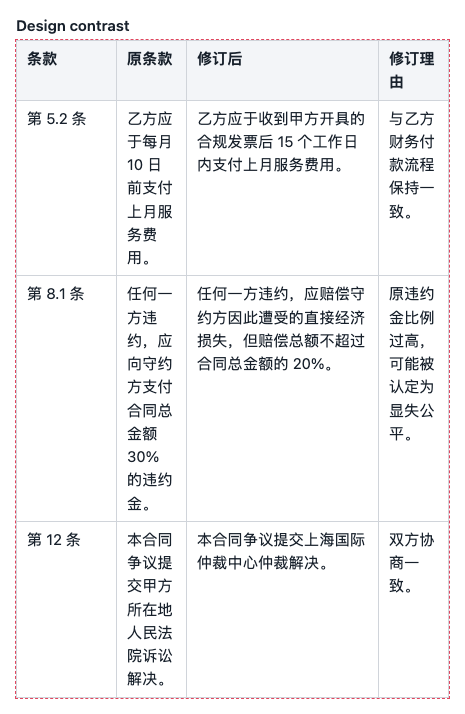 Design contrast
条款
原条款
修订后
修订理
由
第 5.2 条
乙方应
于每月
10 日
前支付
上月服
务费
用。
乙方应于收到甲方开具的
合规发票后 15 个工作日
内支付上月服务费用。
与乙方
财务付
款流程
保持一
致。
第 8.1 条
任何一
方违
约，应
向守约
方支付
合同总
金额
30%
的违约
金。
任何一方违约，应赔偿守
约方因此遭受的直接经济
损失，但赔偿总额不超过
合同总金额的 20%。
原违约
金比例
过高，
可能被
认定为
显失公
平。
第 12 条
本合同
争议提
交甲方
所在地
人民法
院诉讼
解决。
本合同争议提交上海国际
仲裁中心仲裁解决。
双方协
商一
致。